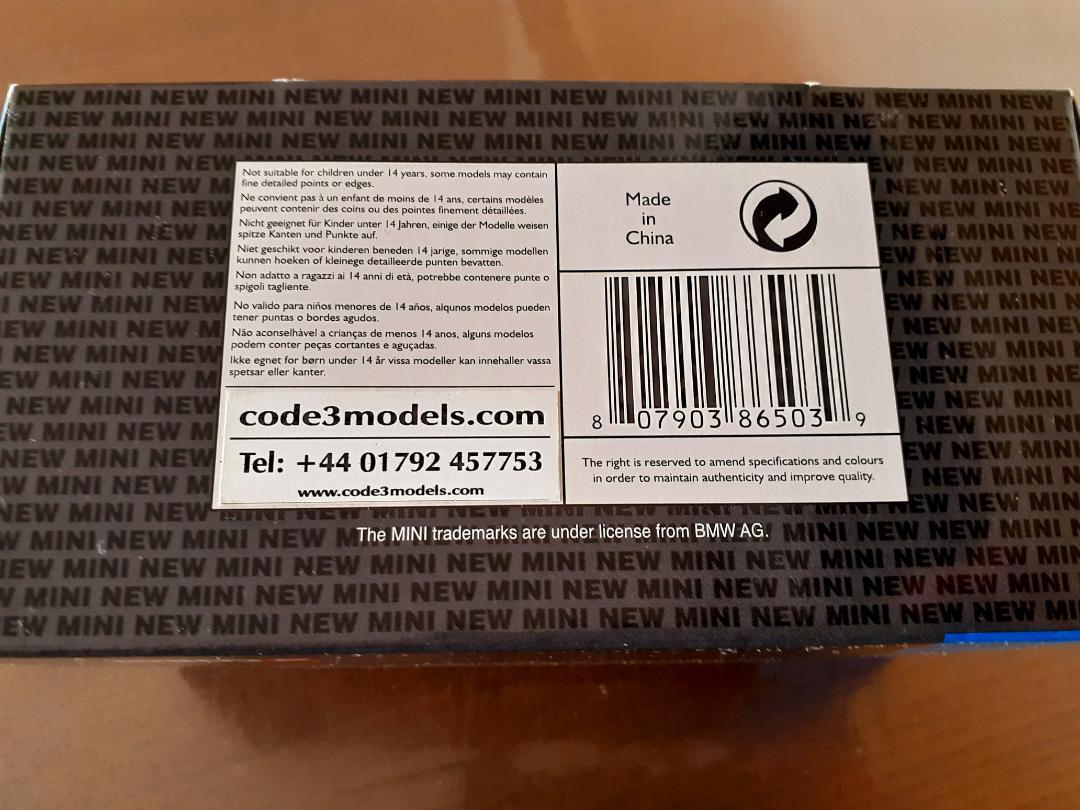 NEW MINI NEW MINI NEW MINI NEW MINI NEW MINI NEW MINI NEW MINI NEW
Not suitable for children under 14 years, some models may contain
fine detailed points or edges.
Ne convient pas à un enfant de moins de 14 ans, certains modèles
peuvent contenir des coins ou des pointes finement détaillées.
Nicht geeignet für Kinder unter 14 Jahren, einige der Modelle weisen
spitze Kanten und Punkte auf.
Niet geschikt voor kinderen beneden 14 jarige, sommige modellen
kunnen hoeken of kleinege detailleerde punten bevatten.
Non adatto a ragazzi ai 14 anni di età, potrebbe contenere punte o
spigoli tagliente.
No valido para niños menores de 14 años, alqunos modelos pueden
tener puntas o bordes agudos.
Não aconselhàvel a crianças de menos 14 anos, alguns modelos
podem conter peças cortantes e aguçadas.
Ikke egnet for børn under 14 år vissa modeller kan innehaller vassa
spetsar eller kanter.
code3models.com
Tel: +44 01792 457753
www.code3models.com
Made
in
China
8 07903 86503 9
The right is reserved to amend specifications and colours
in order to maintain authenticity and improve quality.
The MINI trademarks are under license from BMW AG.